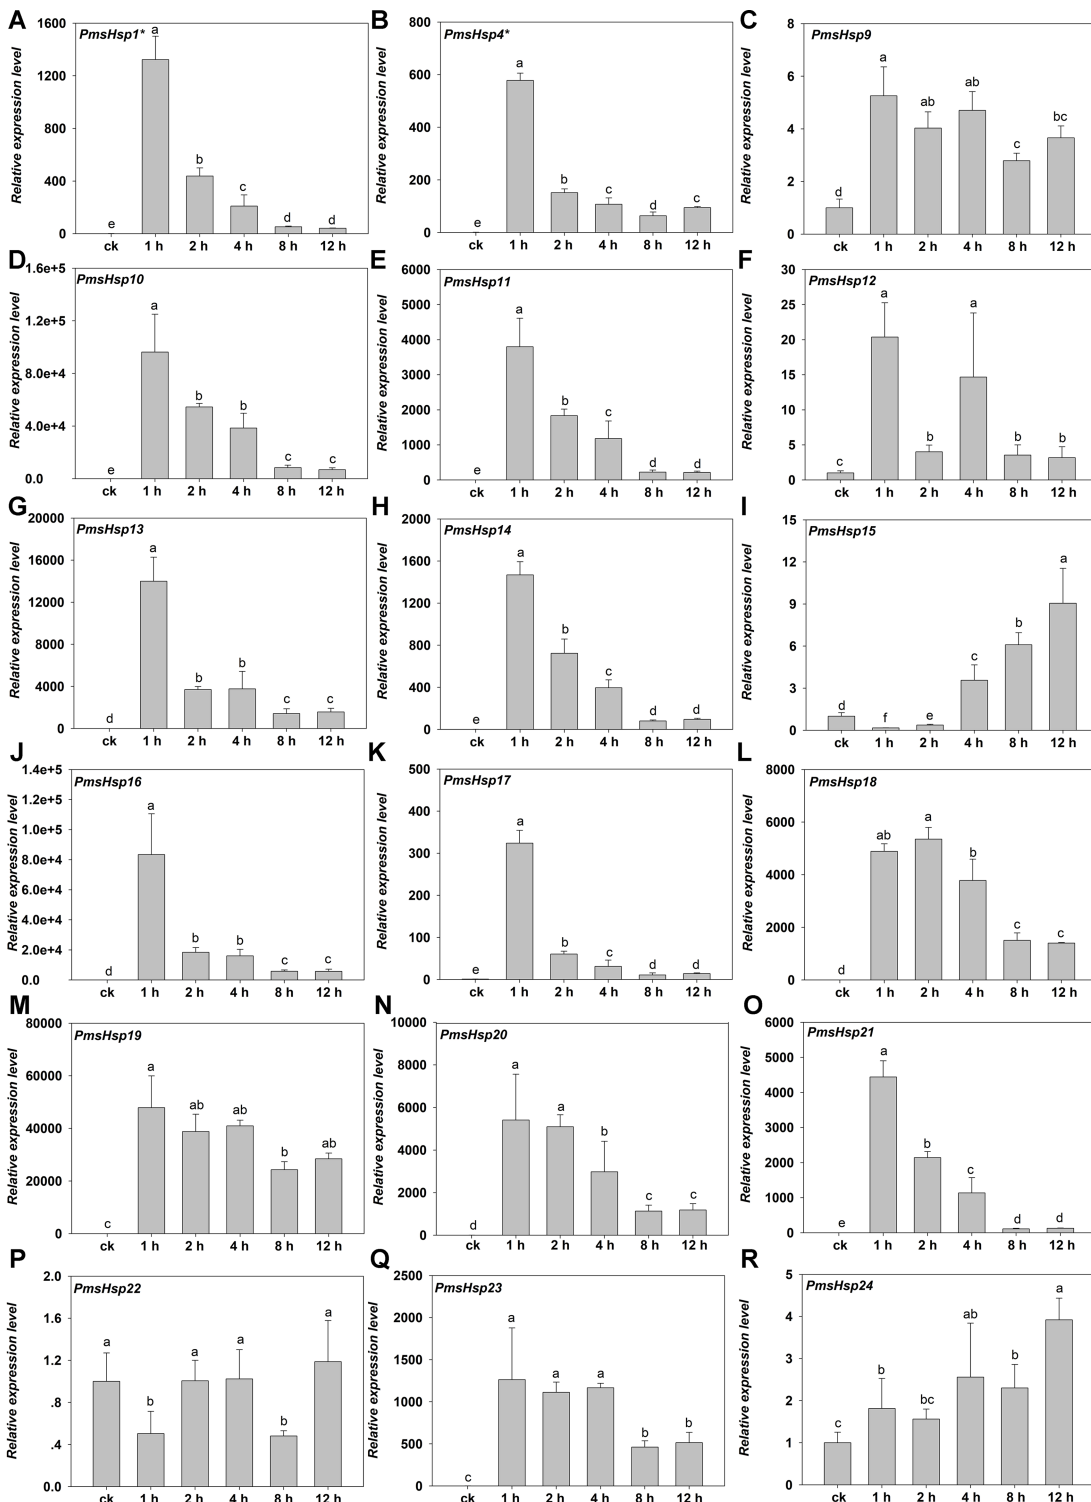 A
PmsHsp1*
Relative expression level
1600
1200
800
400
0
e
a
b
c
d
d
ck 1 h 2 h 4 h 8 h 12 h
B
PmsHsp4*
Relative expression level
800
600
400
200
0
e
a
b
c
d
c
ck 1 h 2 h 4 h 8 h 12 h
C
PmsHsp9
Relative expression level
8
6
4
2
0
d
a
ab
ab
c
bc
ck 1 h 2 h 4 h 8 h 12 h
D
PmsHsp10
Relative expression level
1.6e+5
1.2e+5
8.0e+4
4.0e+4
0.0
e
a
b
b
c
c
ck 1 h 2 h 4 h 8 h 12 h
E
PmsHsp11
Relative expression level
6000
5000
4000
3000
2000
1000
0
e
a
b
c
d
d
ck 1 h 2 h 4 h 8 h 12 h
F
PmsHsp12
Relative expression level
30
25
20
15
10
5
0
c
a
b
a
b
b
ck 1 h 2 h 4 h 8 h 12 h
G
PmsHsp13
Relative expression level
20000
16000
12000
8000
4000
0
d
a
b
b
c
c
ck 1 h 2 h 4 h 8 h 12 h
H
PmsHsp14
Relative expression level
2000
1600
1200
800
400
0
e
a
b
c
d
d
ck 1 h 2 h 4 h 8 h 12 h
I
PmsHsp15
Relative expression level
15
12
9
6
3
0
d
f
e
c
b
a
ck 1 h 2 h 4 h 8 h 12 h
J
PmsHsp16
Relative expression level
1.4e+5
1.2e+5
1.0e+5
8.0e+4
6.0e+4
4.0e+4
2.0e+4
0.0
d
a
b
b
c
c
ck 1 h 2 h 4 h 8 h 12 h
K
PmsHsp17
Relative expression level
500
400
300
200
100
0
e
a
b
c
d
d
ck 1 h 2 h 4 h 8 h 12 h
L
PmsHsp18
Relative expression level
8000
6000
4000
2000
0
d
ab
a
b
c
c
ck 1 h 2 h 4 h 8 h 12 h
M
PmsHsp19
Relative expression level
80000
60000
40000
20000
0
c
a
ab
ab
b
ab
ck 1 h 2 h 4 h 8 h 12 h
N
PmsHsp20
Relative expression level
10000
8000
6000
4000
2000
0
d
a
a
b
c
c
ck 1 h 2 h 4 h 8 h 12 h
O
PmsHsp21
Relative expression level
6000
5000
4000
3000
2000
1000
0
e
a
b
c
d
d
ck 1 h 2 h 4 h 8 h 12 h
P
PmsHsp22
Relative expression level
2.0
1.6
1.2
.8
.4
0.0
a
b
a
a
b
a
ck 1 h 2 h 4 h 8 h 12 h
Q
PmsHsp23
Relative expression level
2500
2000
1500
1000
500
0
c
a
a
a
b
b
ck 1 h 2 h 4 h 8 h 12 h
R
PmsHsp24
Relative expression level
5
4
3
2
1
0
c
b
bc
ab
b
a
ck 1 h 2 h 4 h 8 h 12 h